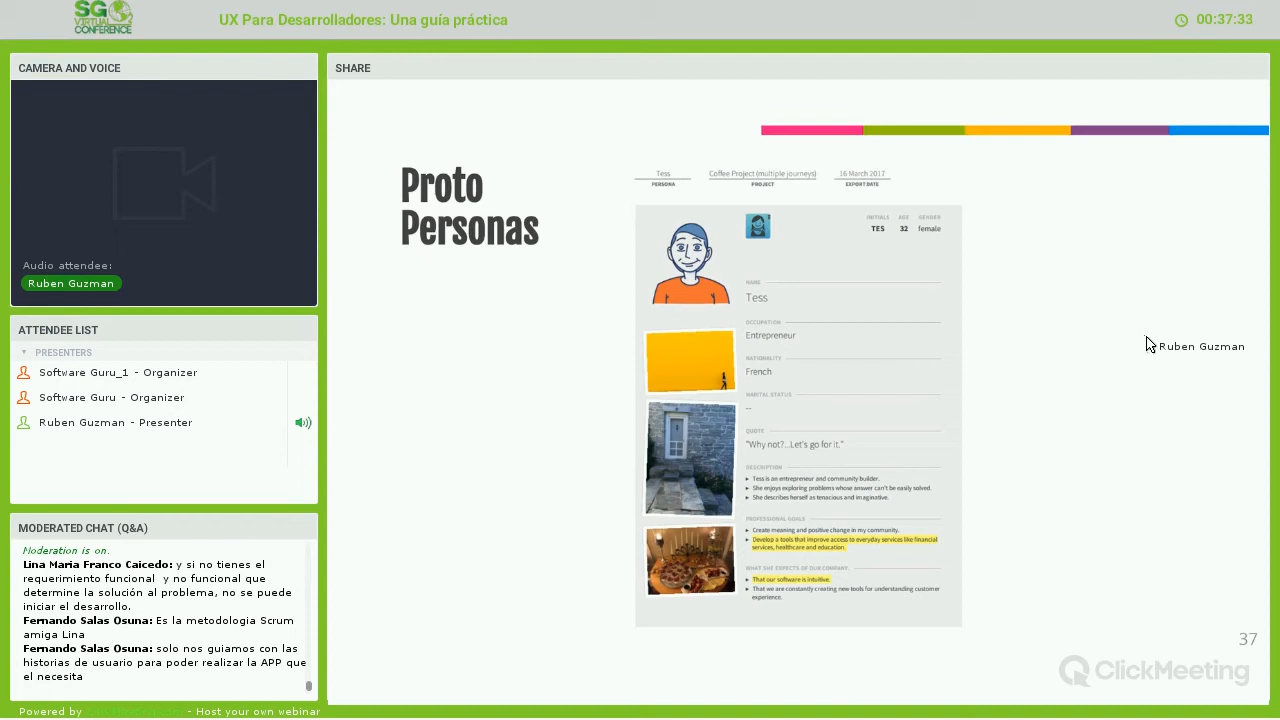 SG
VIRTUAL
CONFERENCE
UX Para Desarrolladores: Una guía práctica
00:37:33
CAMERA AND VOICE
Audio attendee:
Ruben Guzman
ATTENDEE LIST
PRESENTERS
Software Guru_1 - Organizer
Software Guru - Organizer
Ruben Guzman - Presenter
MODERATED CHAT (Q&A)
Moderation is on.
Lina Maria Franco Caicedo: y si no tienes el
requerimiento funcional y no funcional que
debe tener la aplicación pues no se puede
iniciar el desarrollo.
Fernando Salas Osuna: Es la metodologia Scrum
amiga Lina
Fernando Salas Osuna: solo nos guiamos con las
historias de usuario para poder realizar la APP que
el necesita
Powered by
- Host your own webinar
SHARE
Proto
Personas
Tess
PERSONA
Coffee Project (multiple journeys)
PROJECT
16 March 2017
EXPORT DATE
INITIALS AGE GENDER
TES 32 female
NAME
Tess
OCCUPATION
Entrepreneur
NATIONALITY
French
MARITAL STATUS
--
QUOTE
"Why not?...Let's go for it."
DESCRIPTION
Tess is an entrepreneur and community builder.
She enjoys exploring problems whose answer can't be easily solved.
She describes herself as tenacious and imaginative.
PROFESSIONAL GOALS
Create meaning and positive change in my community.
Develop a tools that improve access to everyday services like financial
services, healthcare and education.
WHAT SHE EXPECTS OF OUR COMPANY.
That our software is intuitive.
That we are constantly creating new tools for understanding customer
experience.
Ruben Guzman
37
ClickMeeting